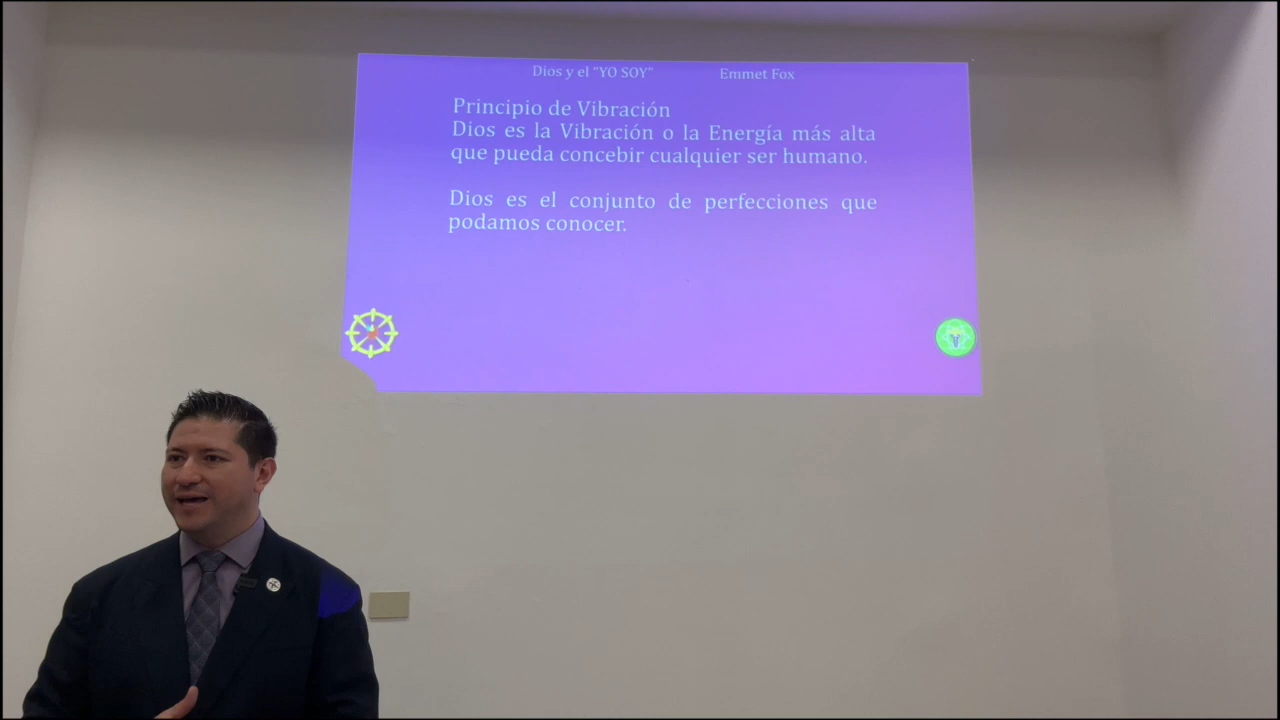 Dios y el "YO SOY" Emmet Fox
Principio de Vibración
Dios es la Vibración o la Energía más alta
que pueda concebir cualquier ser humano.
Dios es el conjunto de perfecciones que
podamos conocer.